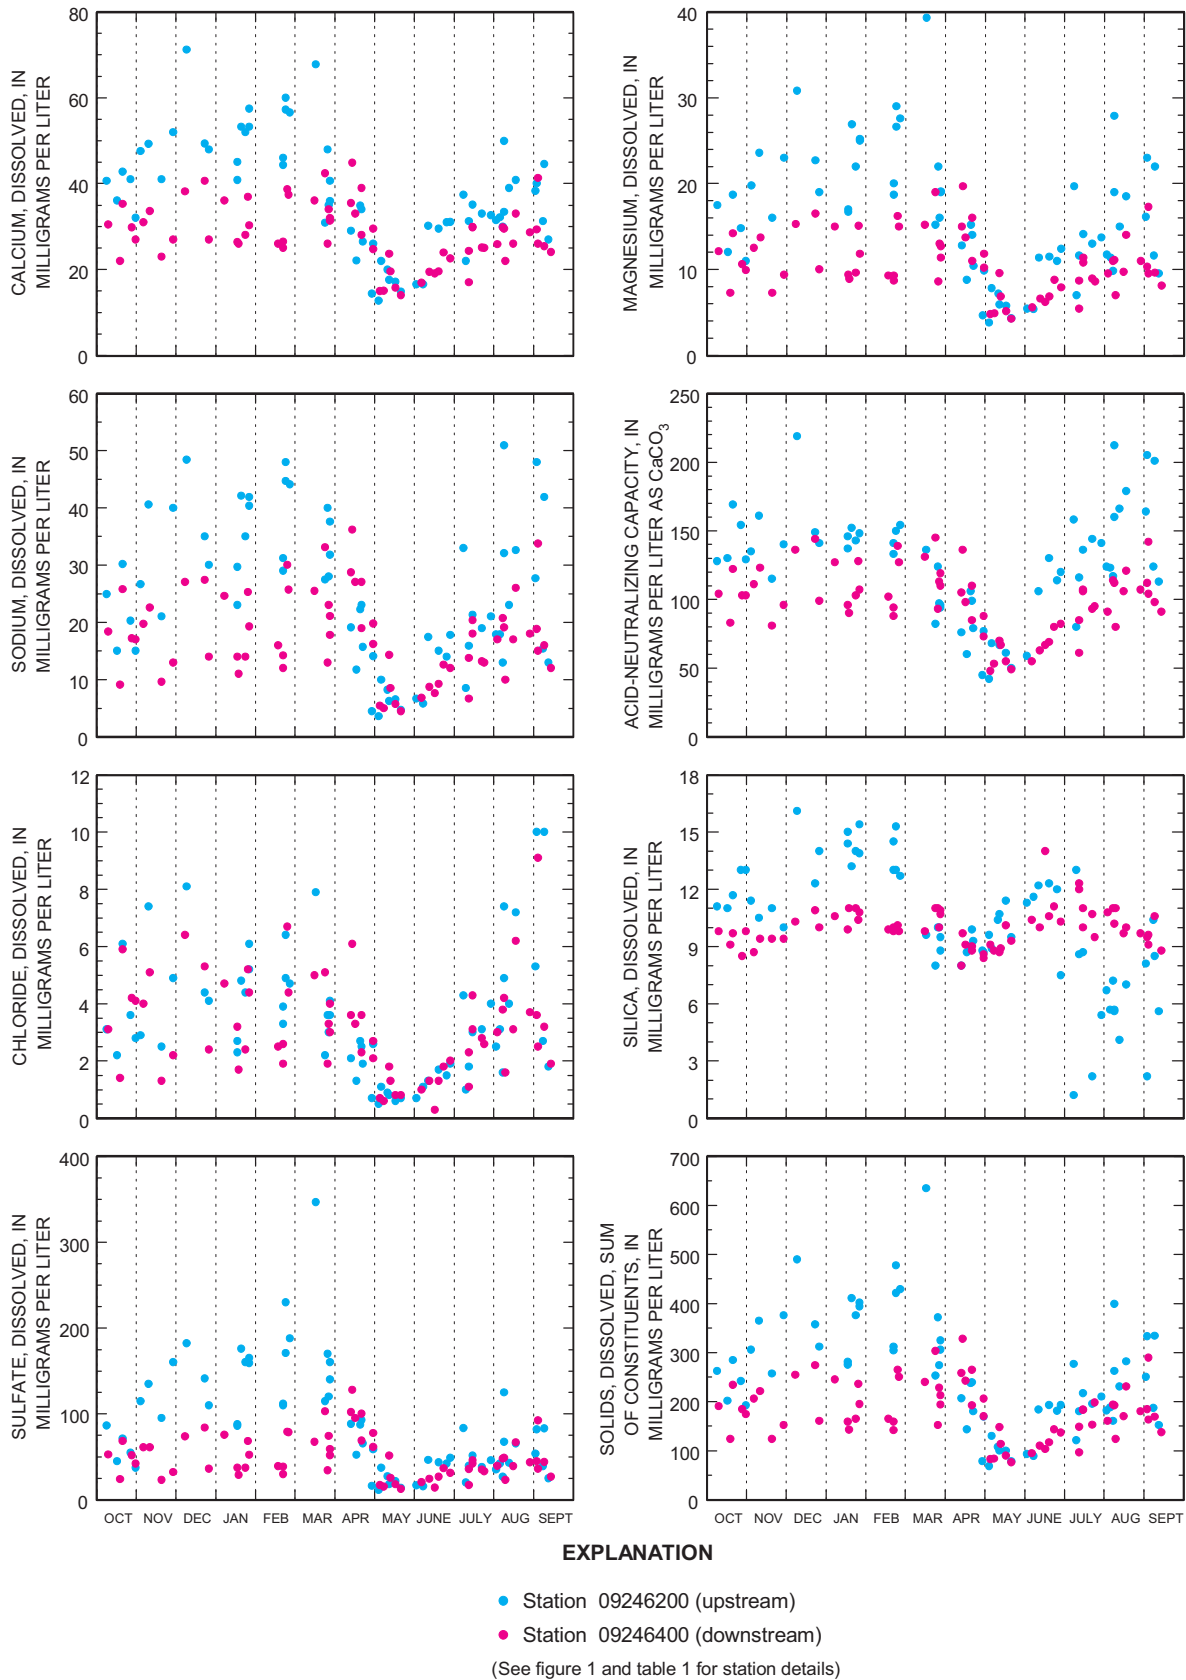 CALCIUM, DISSOLVED, IN
MILLIGRAMS PER LITER
80
60
40
20
0
MAGNESIUM, DISSOLVED, IN
MILLIGRAMS PER LITER
40
30
20
10
0
SODIUM, DISSOLVED, IN
MILLIGRAMS PER LITER
60
50
40
30
20
10
0
ACID-NEUTRALIZING CAPACITY, IN
MILLIGRAMS PER LITER AS CaCO3
250
200
150
100
50
0
CHLORIDE, DISSOLVED, IN
MILLIGRAMS PER LITER
12
10
8
6
4
2
0
SILICA, DISSOLVED, IN
MILLIGRAMS PER LITER
18
15
12
9
6
3
0
SULFATE, DISSOLVED, IN
MILLIGRAMS PER LITER
400
300
200
100
0
OCT NOV DEC JAN FEB MAR APR MAY JUNE JULY AUG SEPT
SOLIDS, DISSOLVED, SUM
OF CONSTITUENTS, IN
MILLIGRAMS PER LITER
700
600
500
400
300
200
100
0
OCT NOV DEC JAN FEB MAR APR MAY JUNE JULY AUG SEPT
EXPLANATION
Station 09246200 (upstream)
Station 09246400 (downstream)
(See figure 1 and table 1 for station details)